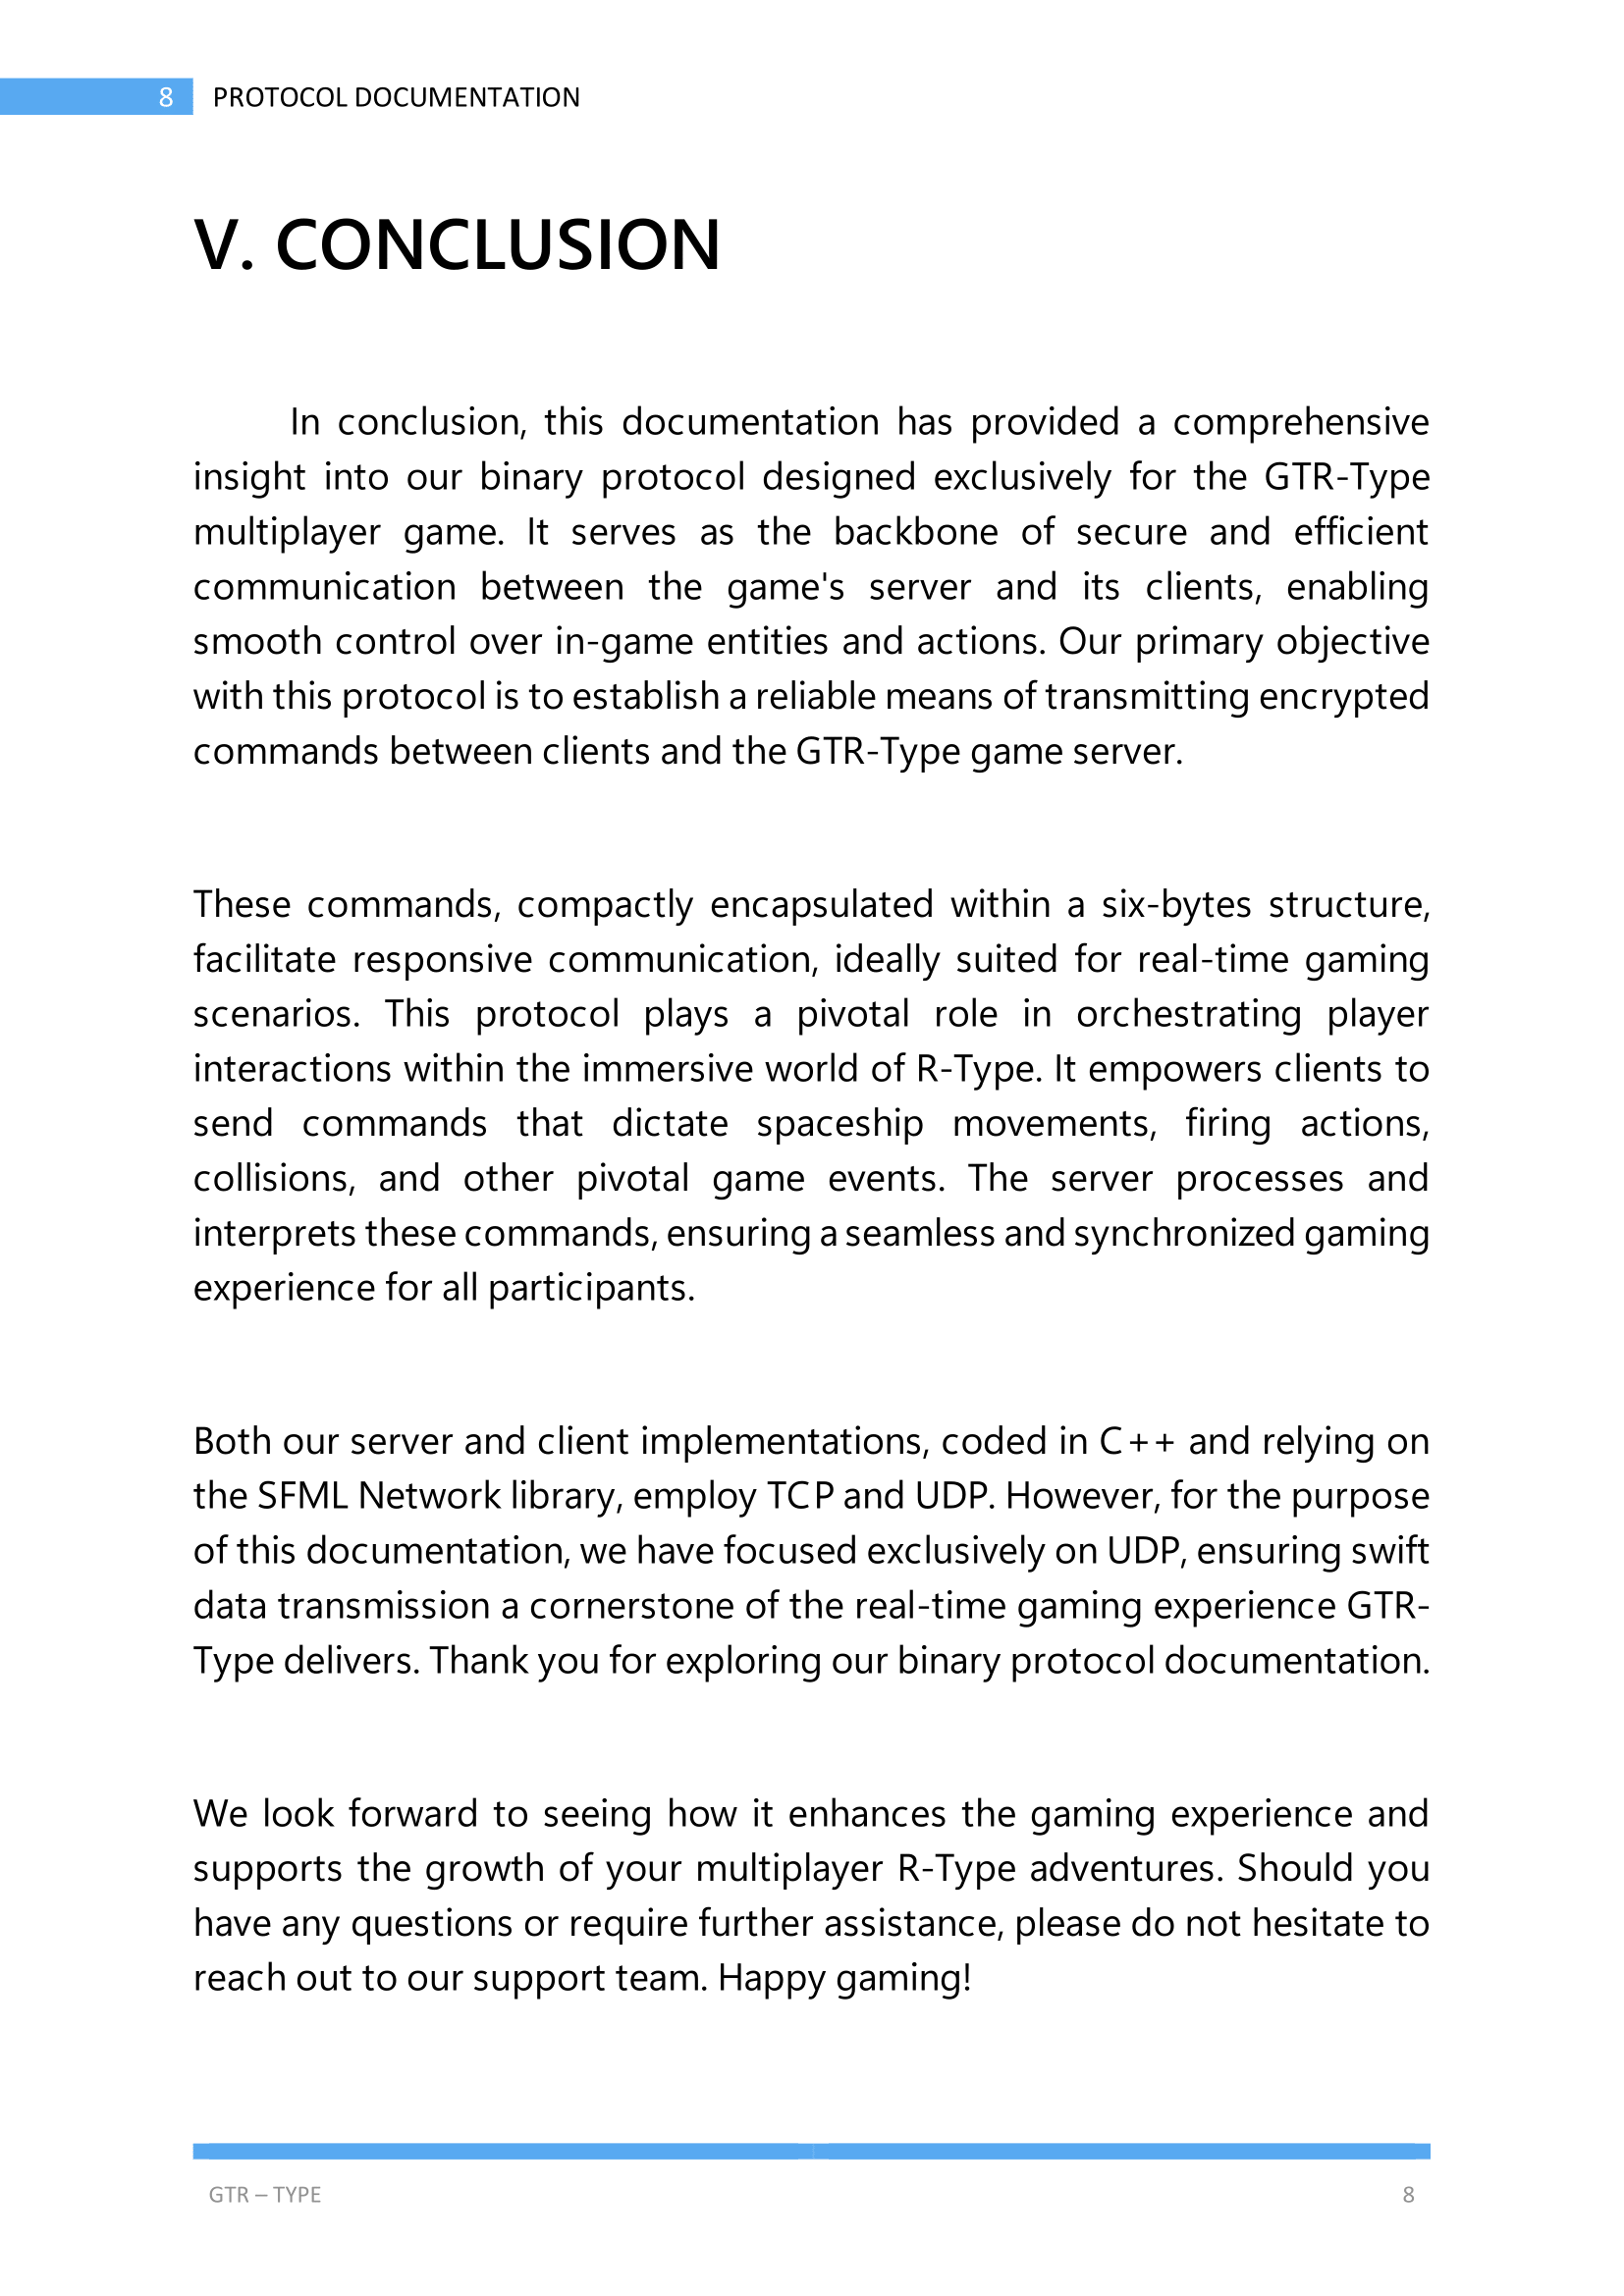 8 PROTOCOL DOCUMENTATION
V. CONCLUSION
In conclusion, this documentation has provided a comprehensive
insight into our binary protocol designed exclusively for the GTR-Type
multiplayer game. It serves as the backbone of secure and efficient
communication between the game's server and its clients, enabling
smooth control over in-game entities and actions. Our primary objective
with this protocol is to establish a reliable means of transmitting encrypted
commands between clients and the GTR-Type game server.
These commands, compactly encapsulated within a six-bytes structure,
facilitate responsive communication, ideally suited for real-time gaming
scenarios. This protocol plays a pivotal role in orchestrating player
interactions within the immersive world of R-Type. It empowers clients to
send commands that dictate spaceship movements, firing actions,
collisions, and other pivotal game events. The server processes and
interprets these commands, ensuring a seamless and synchronized gaming
experience for all participants.
Both our server and client implementations, coded in C++ and relying on
the SFML Network library, employ TCP and UDP. However, for the purpose
of this documentation, we have focused exclusively on UDP, ensuring swift
data transmission a cornerstone of the real-time gaming experience GTR-
Type delivers. Thank you for exploring our binary protocol documentation.
We look forward to seeing how it enhances the gaming experience and
supports the growth of your multiplayer R-Type adventures. Should you
have any questions or require further assistance, please do not hesitate to
reach out to our support team. Happy gaming!
GTR – TYPE 8